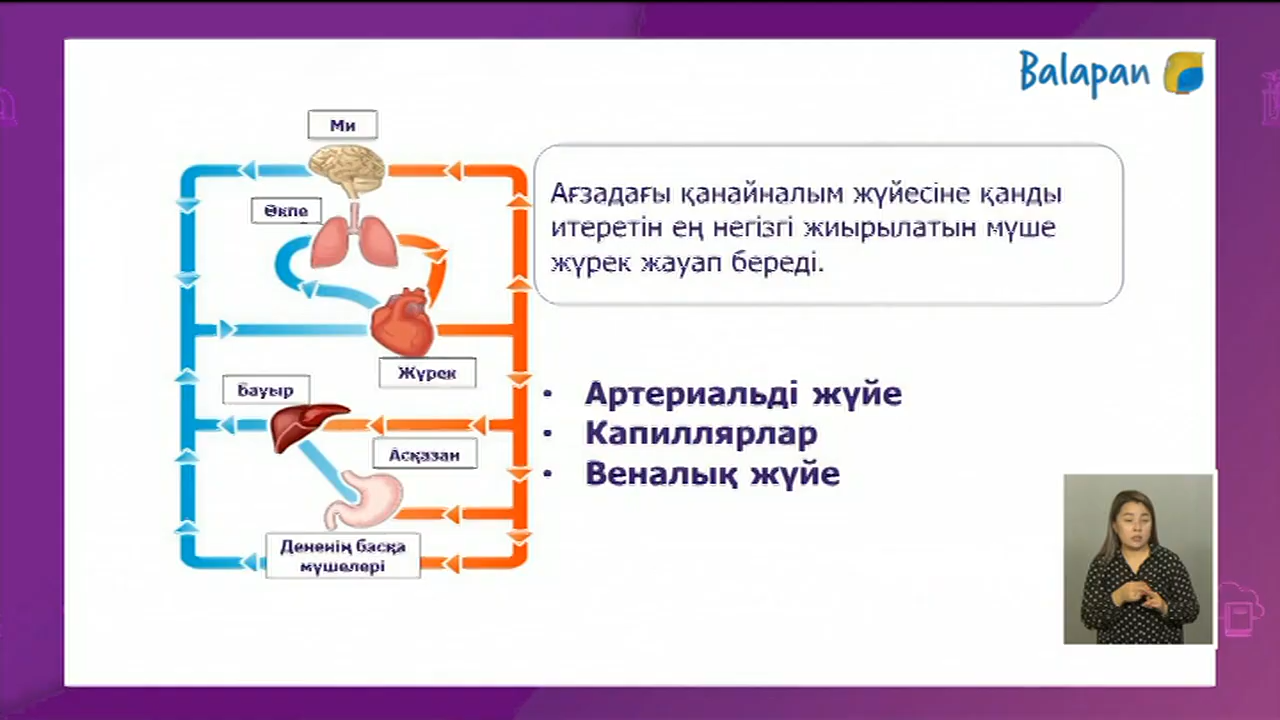 Balapan
Ми
Өкпе
Жүрек
Бауыр
Асқазан
Дененің басқа
мүшелері
Ағзадағы қанайналым жүйесіне қанды
итеретін ең негізгі жиырылатын мүше
жүрек жауап береді.
• Артериальді жүйе
• Капиллярлар
• Веналық жүйе